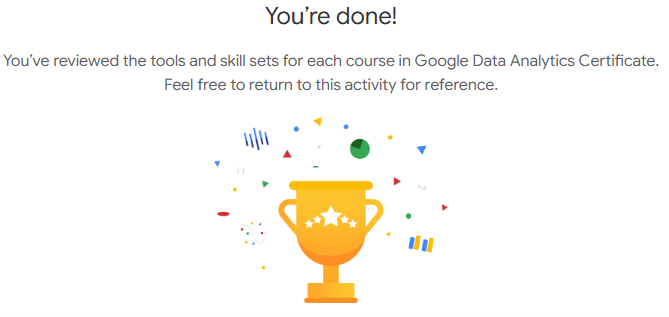 You're done!
You've reviewed the tools and skill sets for each course in Google Data Analytics Certificate.
Feel free to return to this activity for reference.